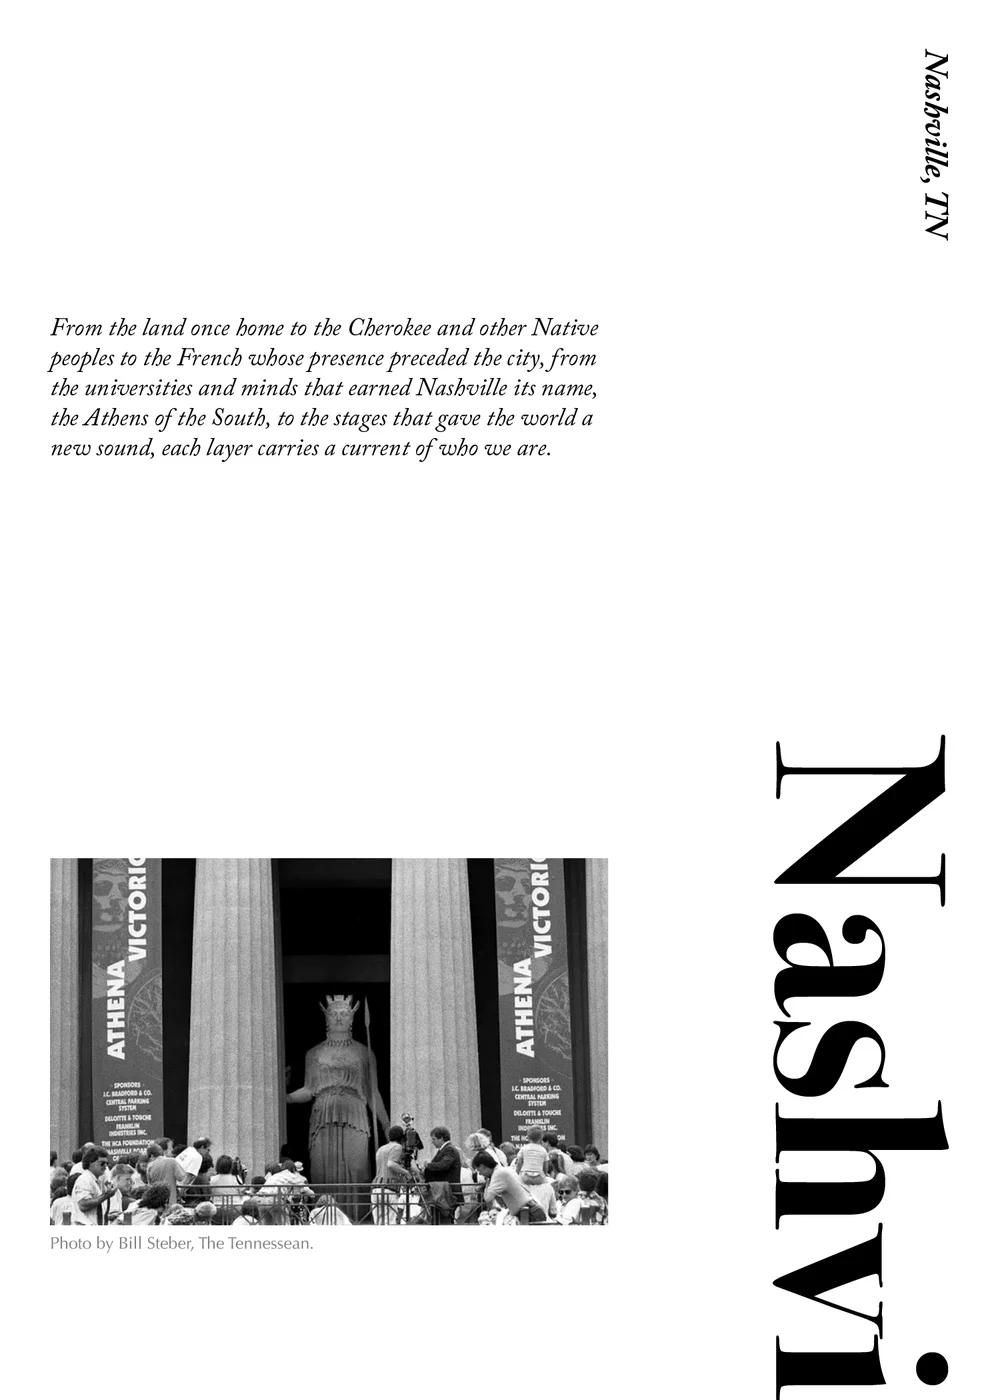 Nashville, TN
From the land once home to the Cherokee and other Native
peoples to the French whose presence preceded the city, from
the universities and minds that earned Nashville its name,
the Athens of the South, to the stages that gave the world a
new sound, each layer carries a current of who we are.
Nashvi
ATHENA
VICTORIO
SPONSORS
J.C. BRADFORD & CO.
CENTRAL PARKING
SYSTEM
DELOITTE & TOUCHE
FRANKLIN
INDUSTRIES INC.
THE HCA FOUNDATION
NASHVILLE BOAR
ATHENA
VICTORIO
SPONSORS
J.C. BRADFORD & CO.
CENTRAL PARKING
SYSTEM
DELOITTE & TOUCHE
FRANKLIN
INC.
Photo by Bill Steber, The Tennessean.